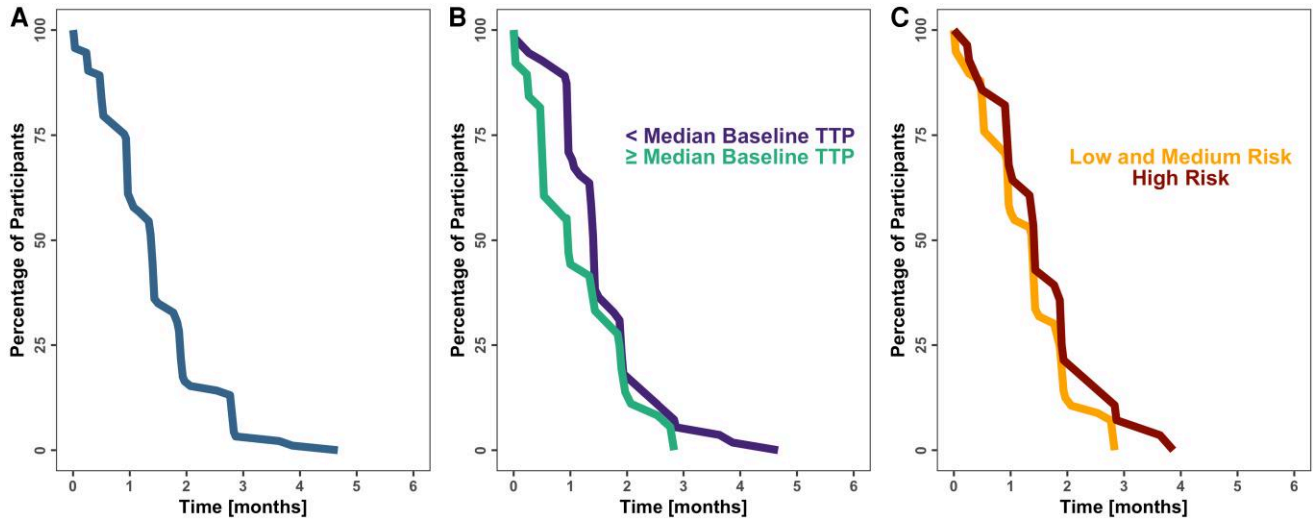 A
Percentage of Participants
100
75
50
25
0
0 1 2 3 4 5 6
Time [months]
B
Percentage of Participants
100
75
50
25
0
< Median Baseline TTP
≥ Median Baseline TTP
0 1 2 3 4 5 6
Time [months]
C
Percentage of Participants
100
75
50
25
0
Low and Medium Risk
High Risk
0 1 2 3 4 5 6
Time [months]